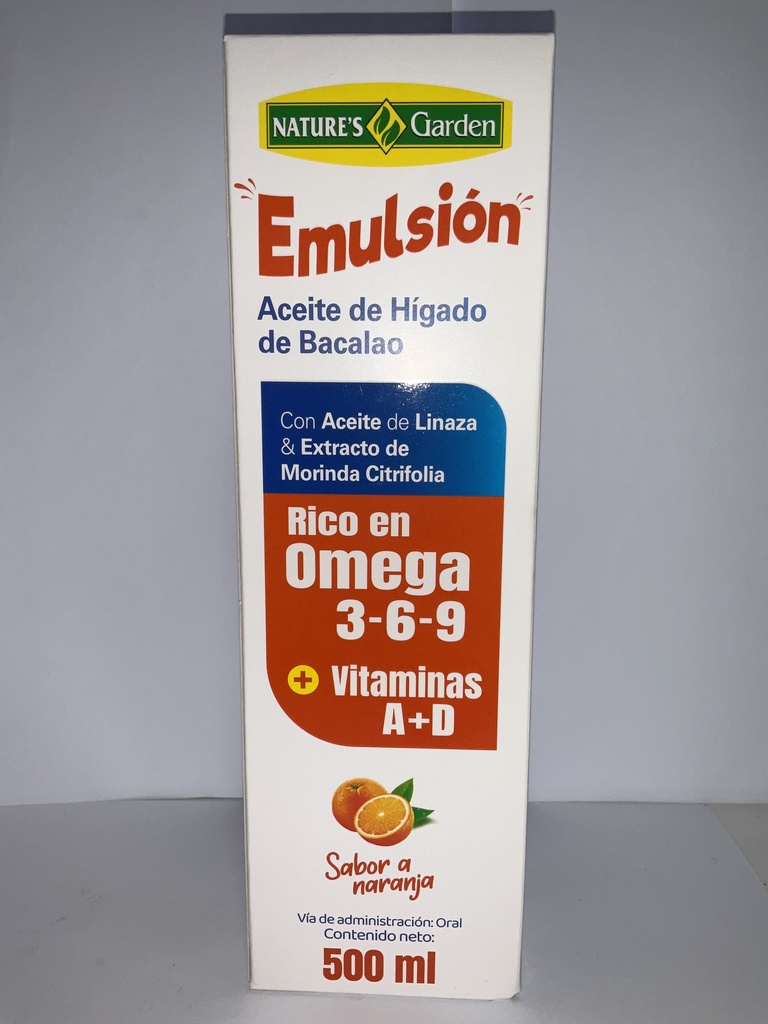 NATURE'S Garden
Emulsión
Aceite de Hígado
de Bacalao
Con Aceite de Linaza
& Extracto de
Morinda Citrifolia
Rico en
Omega
3-6-9
+ Vitaminas
A+D
Sabor a
naranja
Vía de administración: Oral
Contenido neto:
500 ml